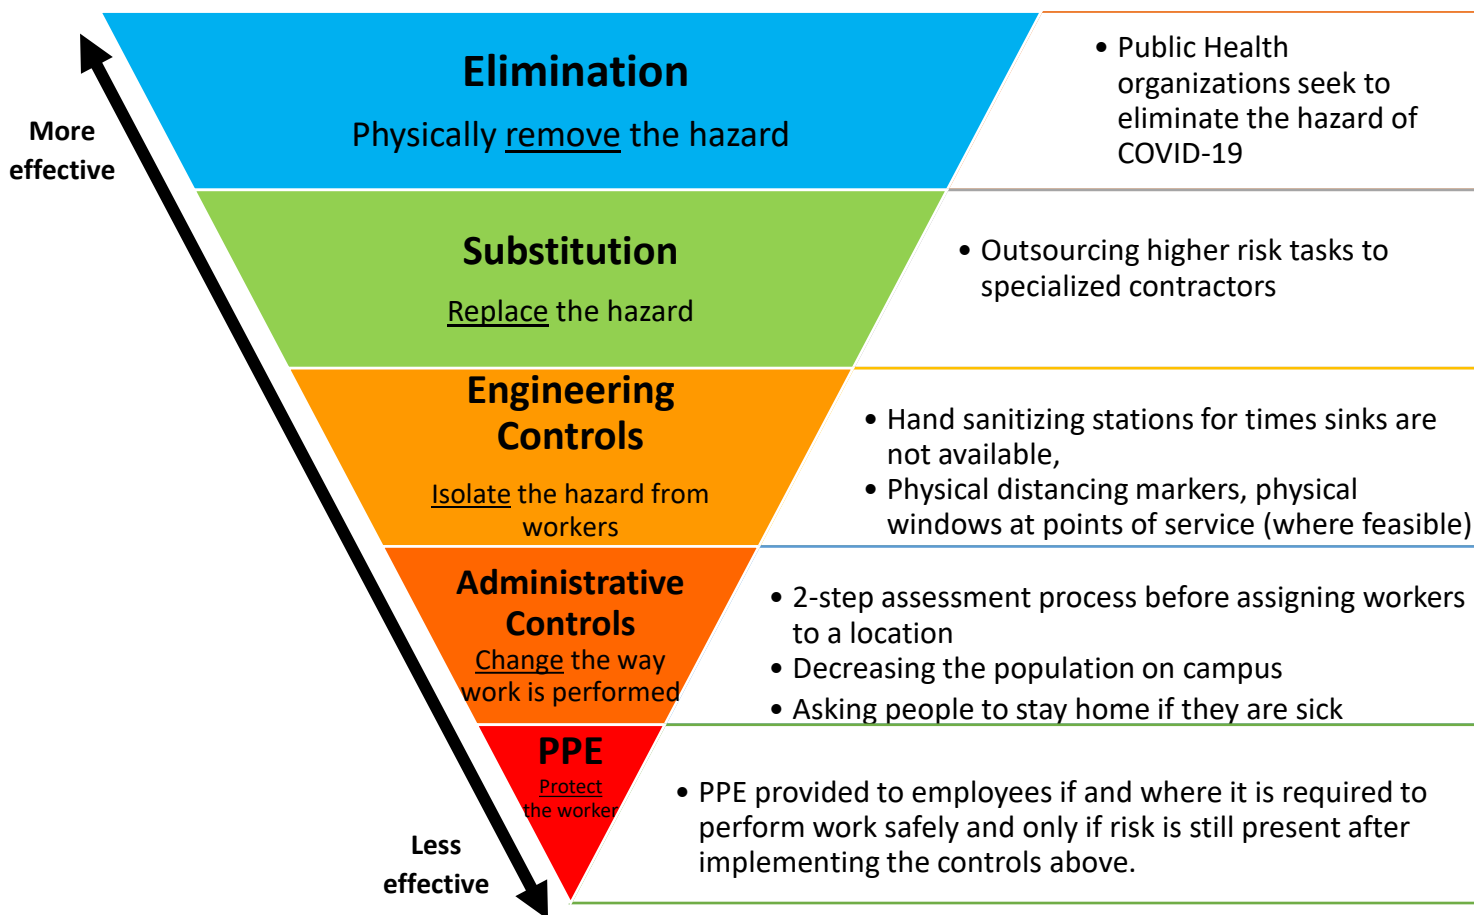 More
effective
Elimination
Physically remove the hazard
• Public Health
organizations seek to
eliminate the hazard of
COVID-19
Substitution
Replace the hazard
• Outsourcing higher risk tasks to
specialized contractors
Engineering
Controls
Isolate the hazard from
workers
• Hand sanitizing stations for times sinks are
not available,
• Physical distancing markers, physical
windows at points of service (where feasible)
Administrative
Controls
Change the way
work is performed
• 2-step assessment process before assigning workers
to a location
• Decreasing the population on campus
• Asking people to stay home if they are sick
PPE
Protect
the worker
• PPE provided to employees if and where it is required to
perform work safely and only if risk is still present after
implementing the controls above.
Less
effective